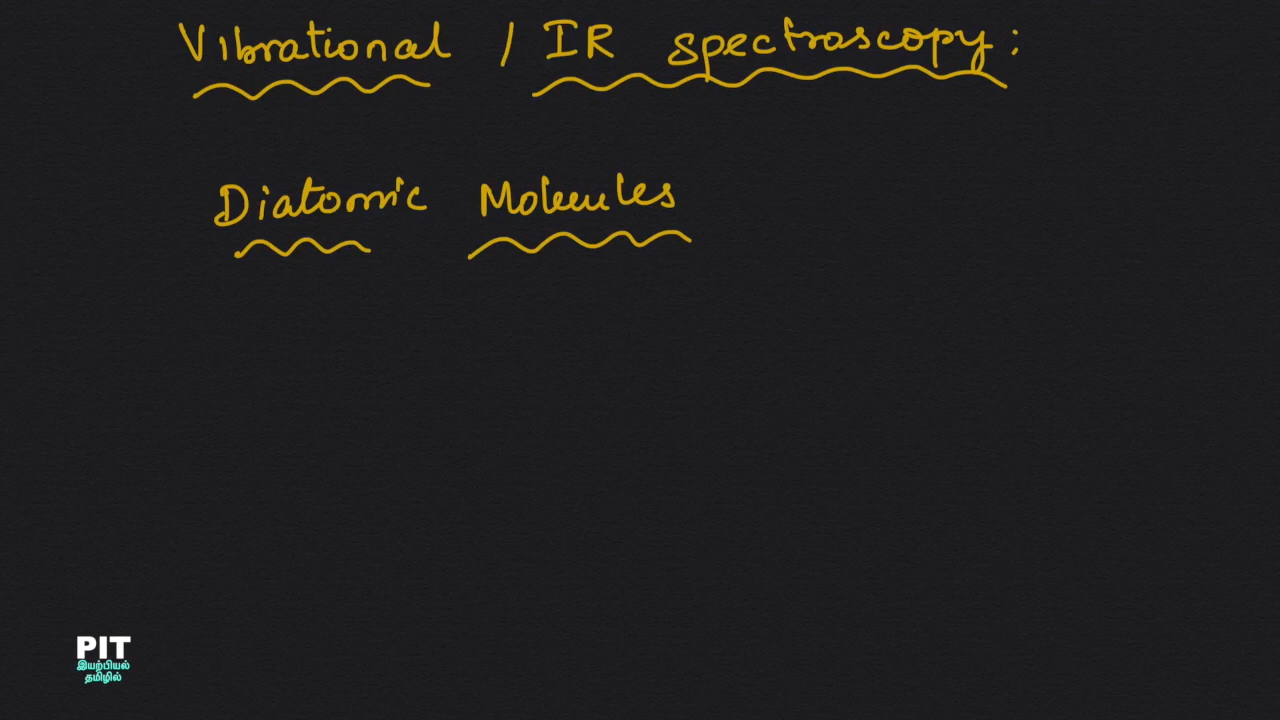 Vibrational / IR spectroscopy:
Diatomic Molecules
PIT
இயற்பியல்
தமிழில்